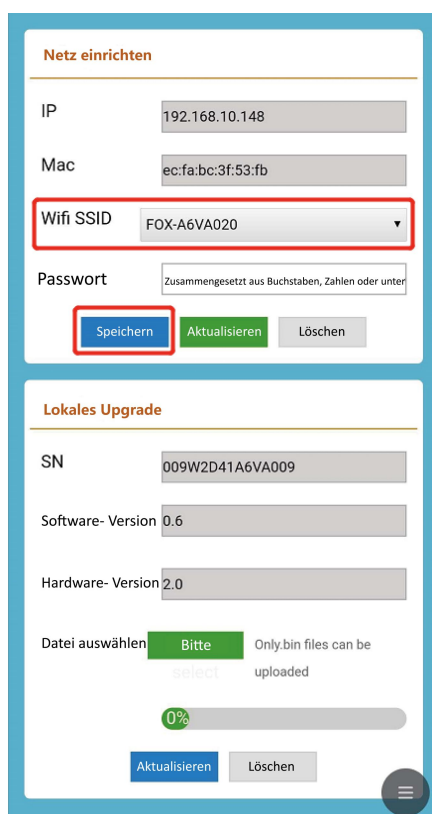 Netz einrichten
IP 192.168.10.148
Mac ec:fa:bc:3f:53:fb
Wifi SSID FOX-A6VA020
Passwort Zusammengesetzt aus Buchstaben, Zahlen oder unter
Speichern Aktualisieren Löschen
Lokales Upgrade
SN 009W2D41A6VA009
Software- Version 0.6
Hardware- Version 2.0
Datei auswählen Bitte Only.bin files can be
select uploaded
0%
Aktualisieren Löschen